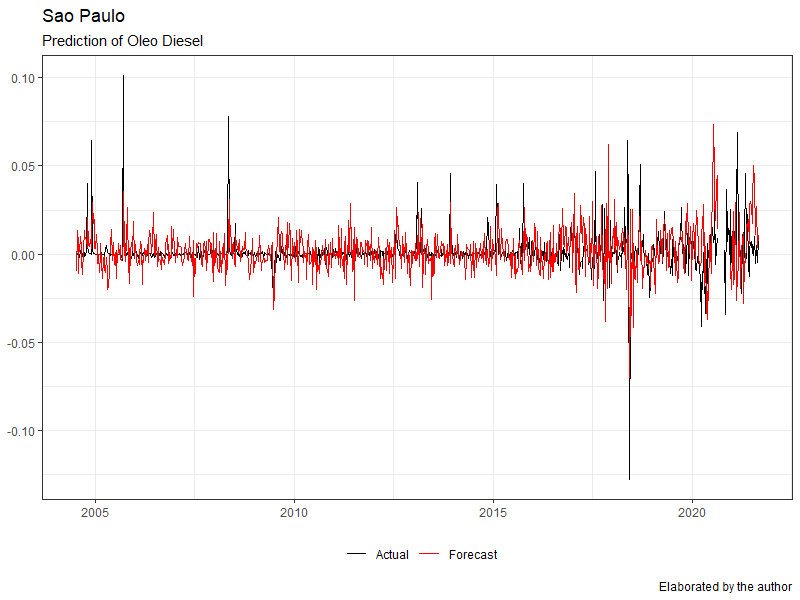 Sao Paulo
Prediction of Oleo Diesel
0.10
0.05
0.00
-0.05
-0.10
2005 2010 2015 2020
Actual Forecast
Elaborated by the author